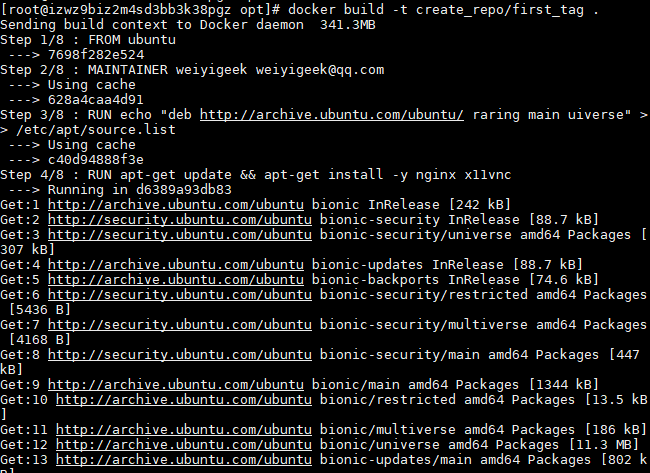 [root@izwz9biz2m4sd3bb3k38pgz opt]# docker build -t create_repo/first_tag .
Sending build context to Docker daemon  341.3MB
Step 1/8 : FROM ubuntu
 ---> 7698f282e524
Step 2/8 : MAINTAINER weiyigeek weiyigeek@qq.com
 ---> Using cache
 ---> 628a4caa4d91
Step 3/8 : RUN echo "deb http://archive.ubuntu.com/ubuntu/ raring main uiverse" >
> /etc/apt/source.list
 ---> Using cache
 ---> c40d94888f3e
Step 4/8 : RUN apt-get update && apt-get install -y nginx x11vnc
 ---> Running in d6389a93db83
Get:1 http://archive.ubuntu.com/ubuntu bionic InRelease [242 kB]
Get:2 http://security.ubuntu.com/ubuntu bionic-security InRelease [88.7 kB]
Get:3 http://security.ubuntu.com/ubuntu bionic-security/universe amd64 Packages [
307 kB]
Get:4 http://archive.ubuntu.com/ubuntu bionic-updates InRelease [88.7 kB]
Get:5 http://archive.ubuntu.com/ubuntu bionic-backports InRelease [74.6 kB]
Get:6 http://security.ubuntu.com/ubuntu bionic-security/restricted amd64 Packages
 [5436 B]
Get:7 http://security.ubuntu.com/ubuntu bionic-security/multiverse amd64 Packages
 [4168 B]
Get:8 http://security.ubuntu.com/ubuntu bionic-security/main amd64 Packages [447
kB]
Get:9 http://archive.ubuntu.com/ubuntu bionic/main amd64 Packages [1344 kB]
Get:10 http://archive.ubuntu.com/ubuntu bionic/restricted amd64 Packages [13.5 kB
]
Get:11 http://archive.ubuntu.com/ubuntu bionic/multiverse amd64 Packages [186 kB]
Get:12 http://archive.ubuntu.com/ubuntu bionic/universe amd64 Packages [11.3 MB]
Get:13 http://archive.ubuntu.com/ubuntu bionic-updates/main amd64 Packages [802 k